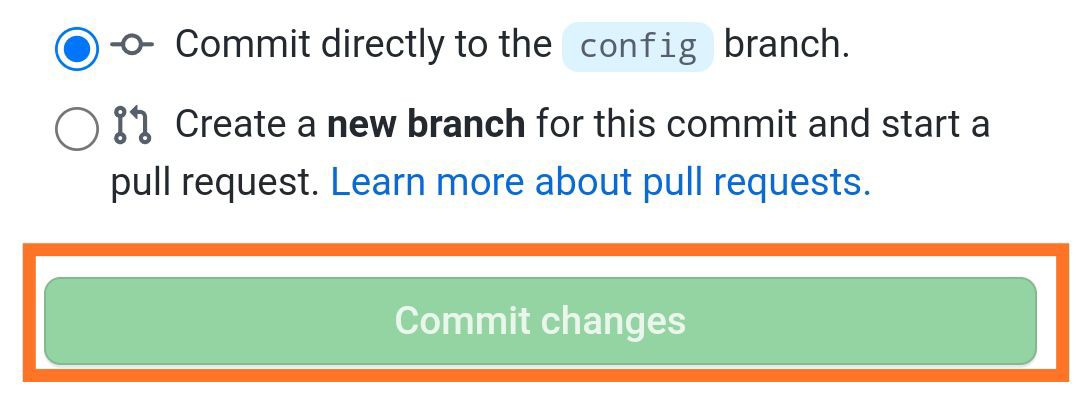 Commit directly to the config branch.
Create a new branch for this commit and start a
pull request. Learn more about pull requests.
Commit changes